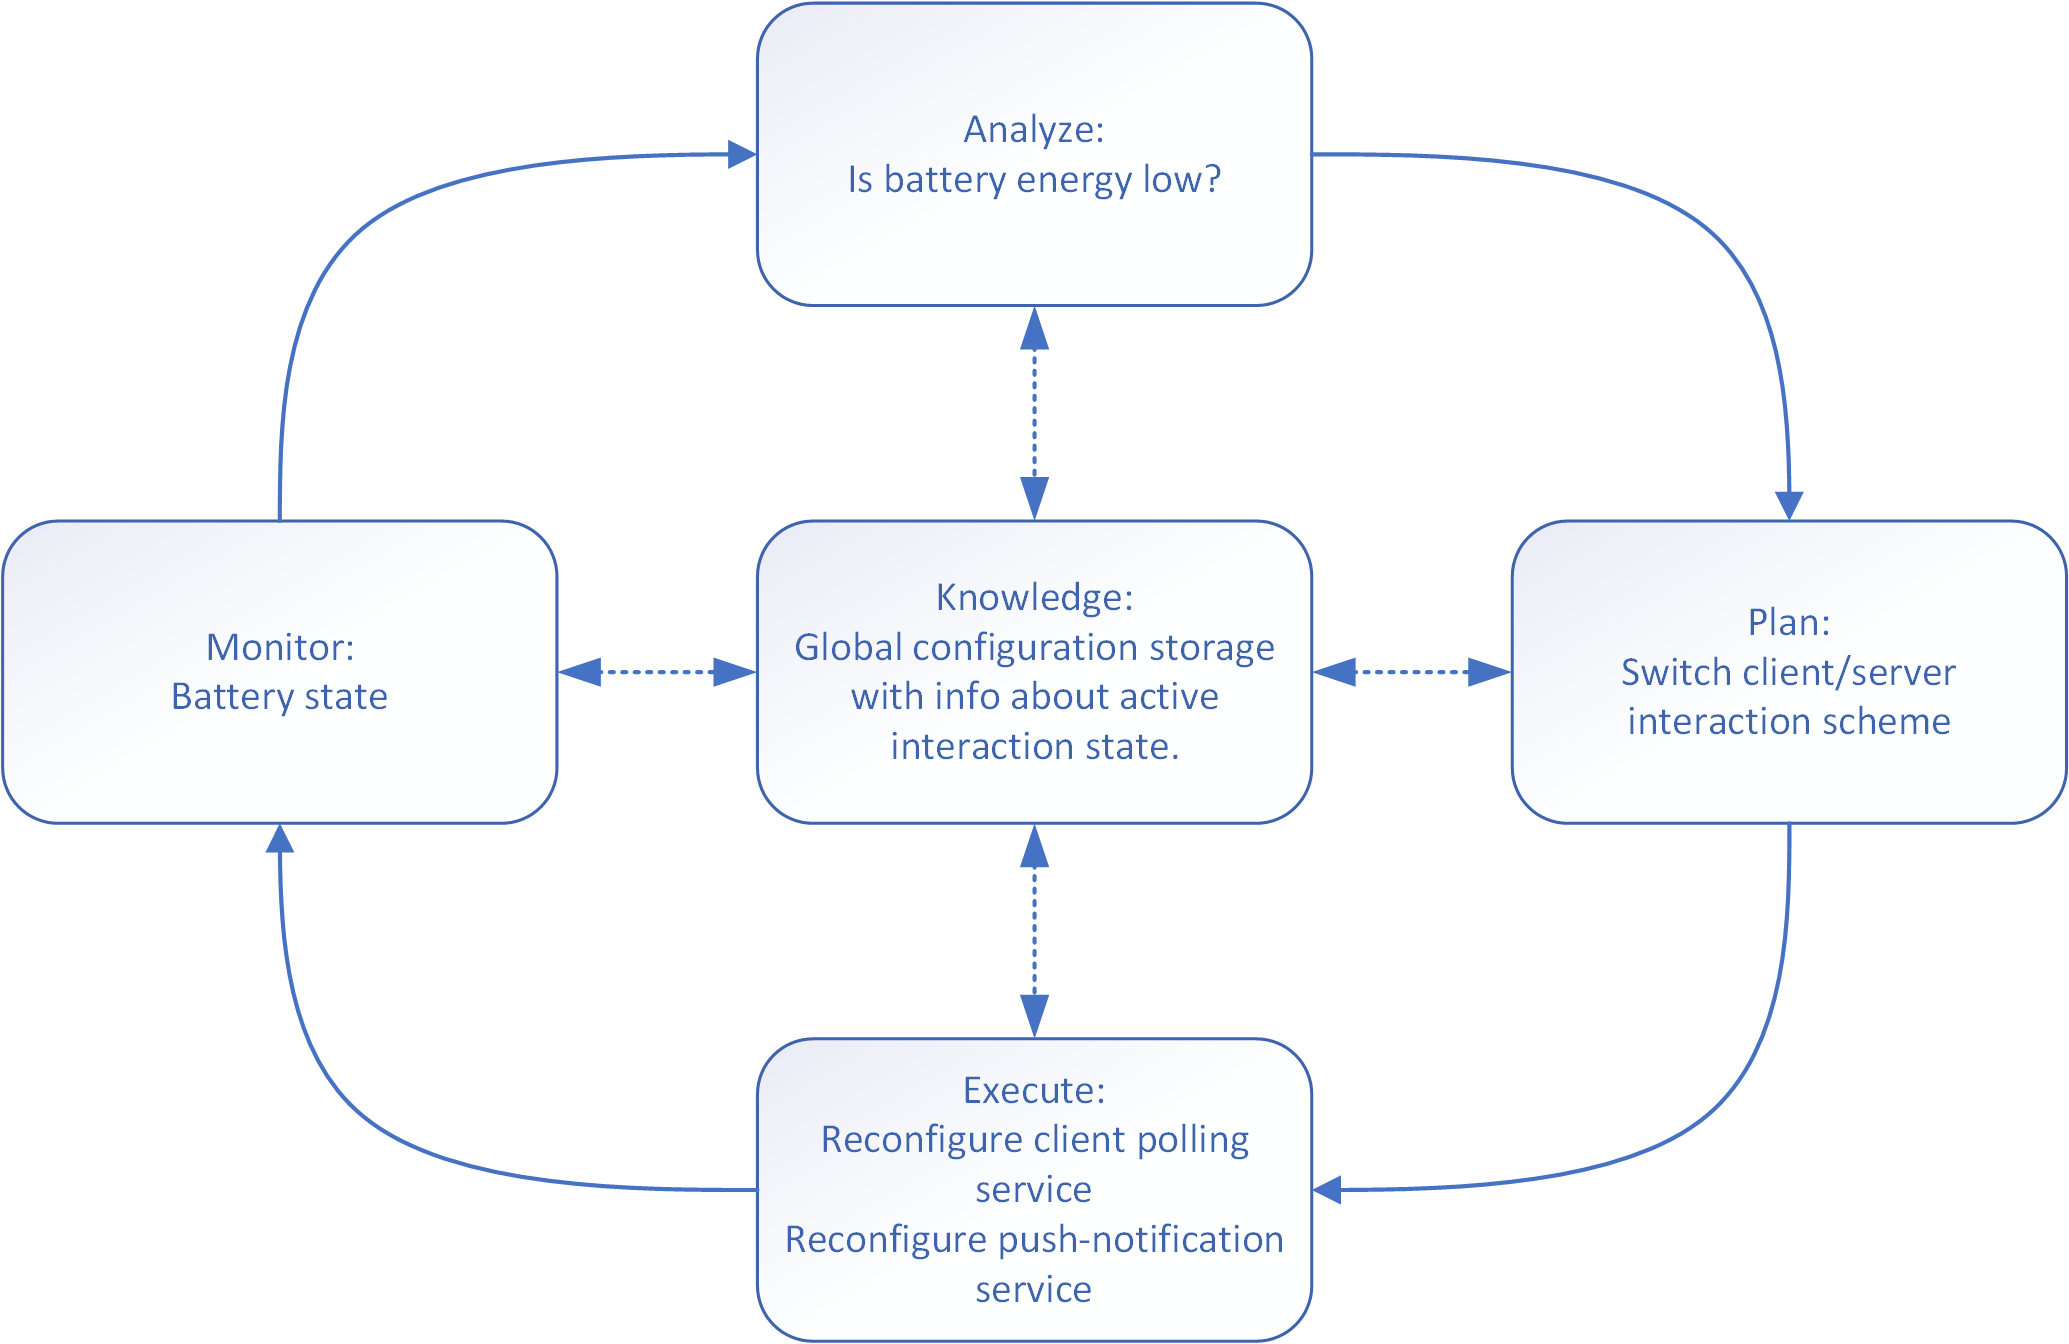 Analyze:
Is battery energy low?
Monitor:
Battery state
Knowledge:
Global configuration storage
with info about active
interaction state.
Plan:
Switch client/server
interaction scheme
Execute:
Reconfigure client polling
service
Reconfigure push-notification
service